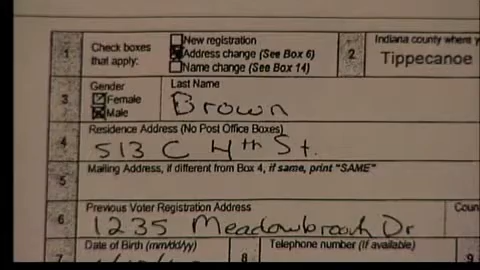 1 Check boxes that apply: New registration
Address change (See Box 6)
Name change (See Box 14)
2 Indiana county where y
Tippecanoe
3 Gender
Female
Male
Last Name
Brown
4 Residence Address (No Post Office Boxes)
513 C 4th St.
5 Mailing Address, if different from Box 4, if same, print "SAME"
6 Previous Voter Registration Address
1235 Meadowbrook Dr
Coun
7 Date of Birth (mm/dd/yy)
8 Telephone number (if available)
9